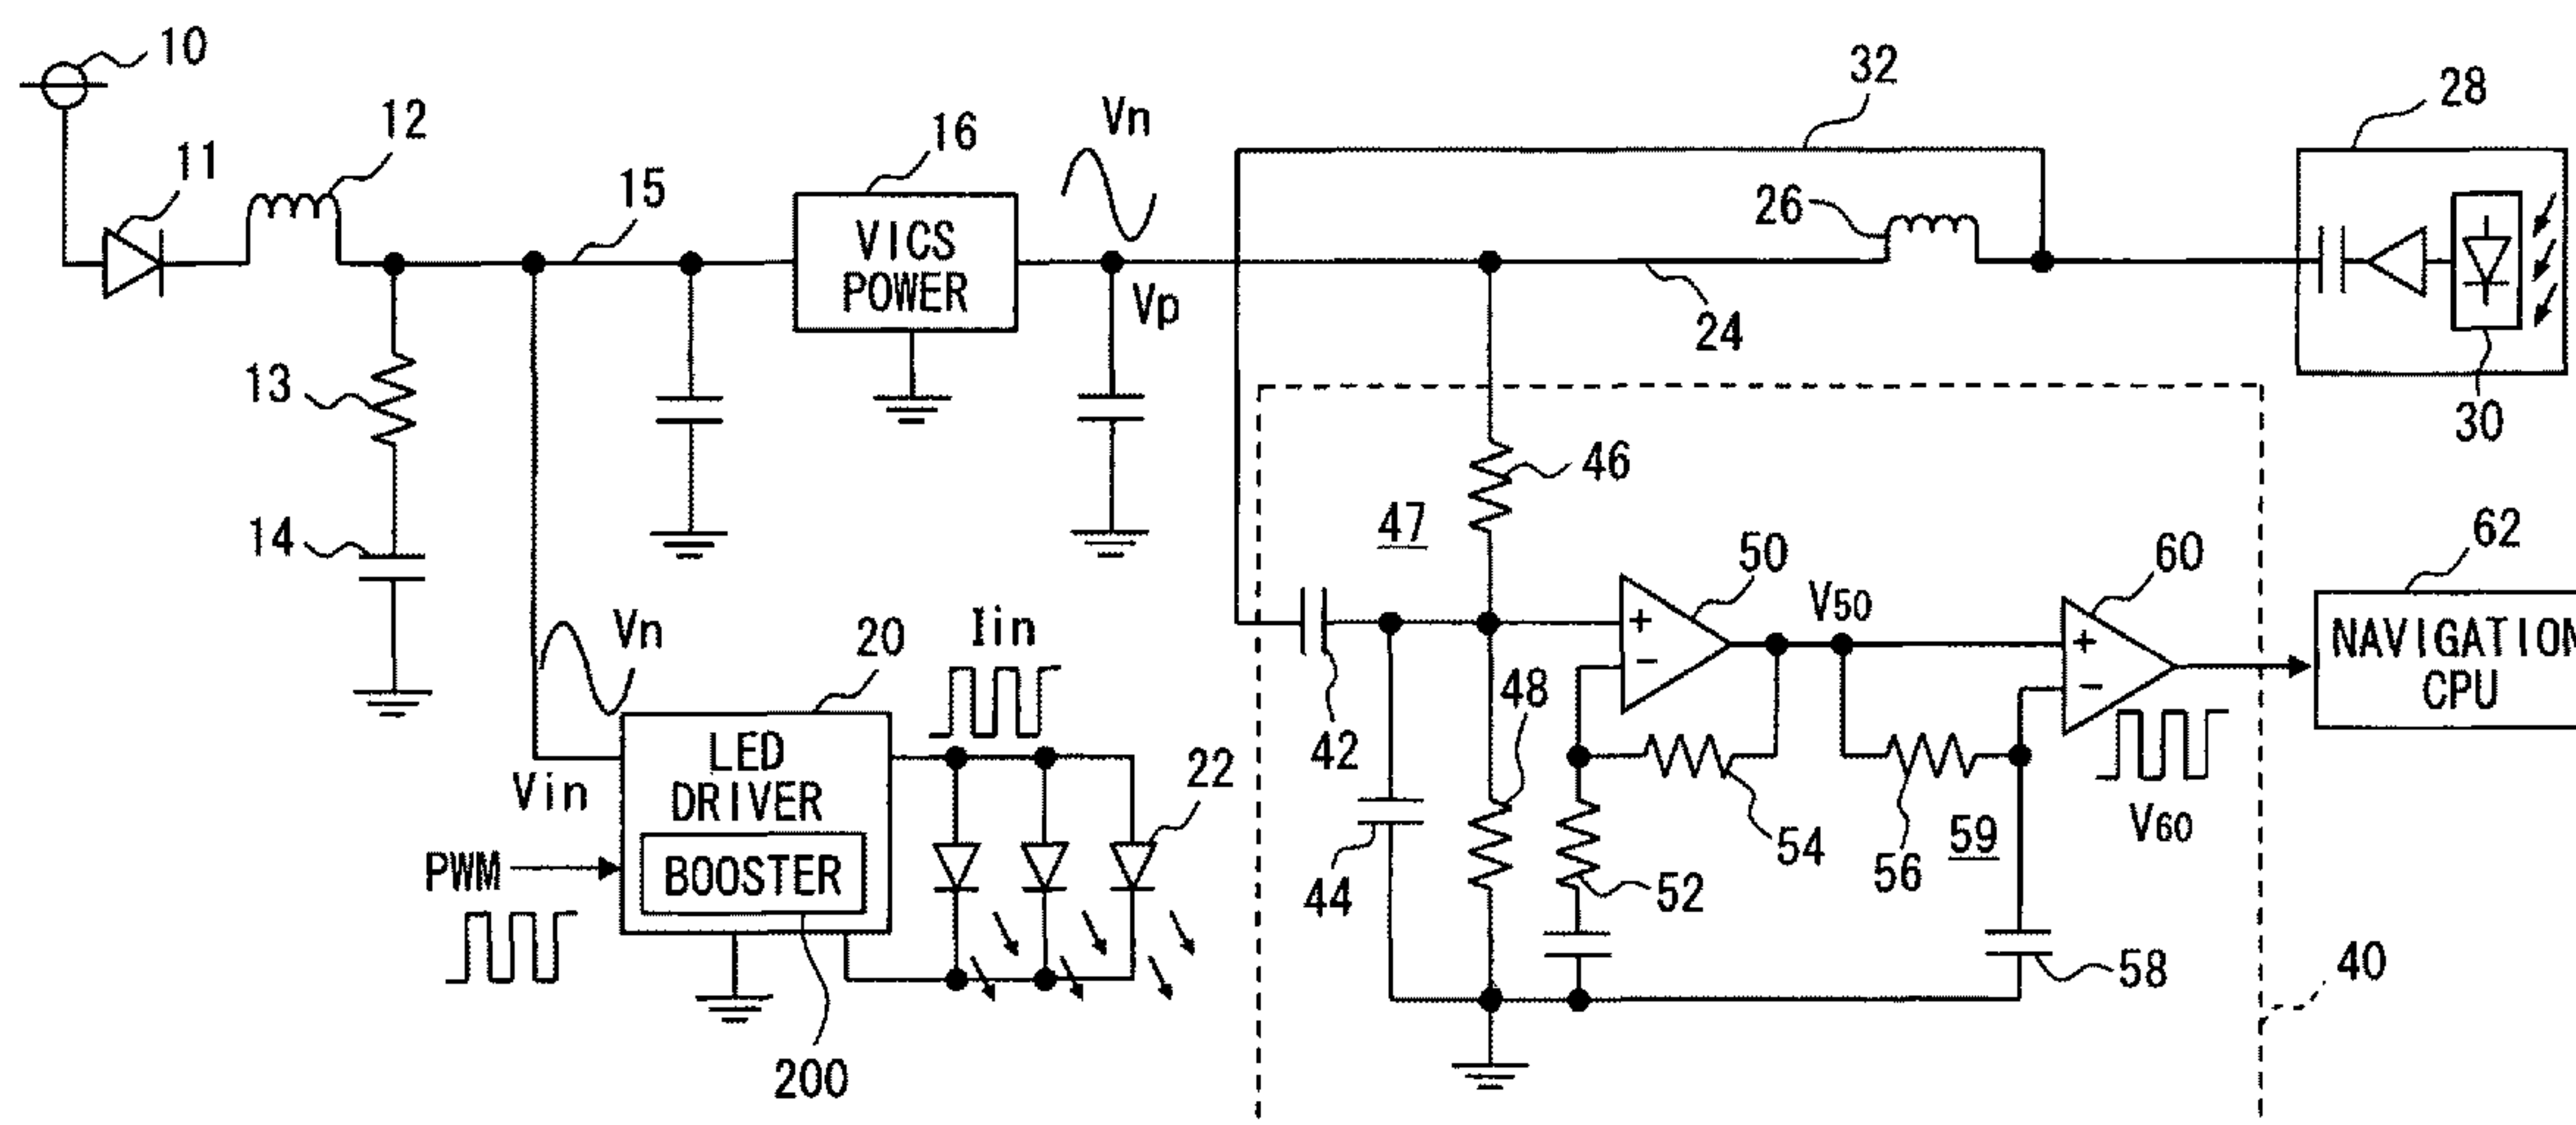 10
32
28
12
Vn
16
11
15
26
VICS
POWER
Vp
24
13
30
46
47
14
50
60
62
V50
Vn
Iin
20
NAVIGATION
CPU
48
42
LED
DRIVER
Vin
22
V60
54
59
56
PWM
BOOSTER
44
52
58
40
200